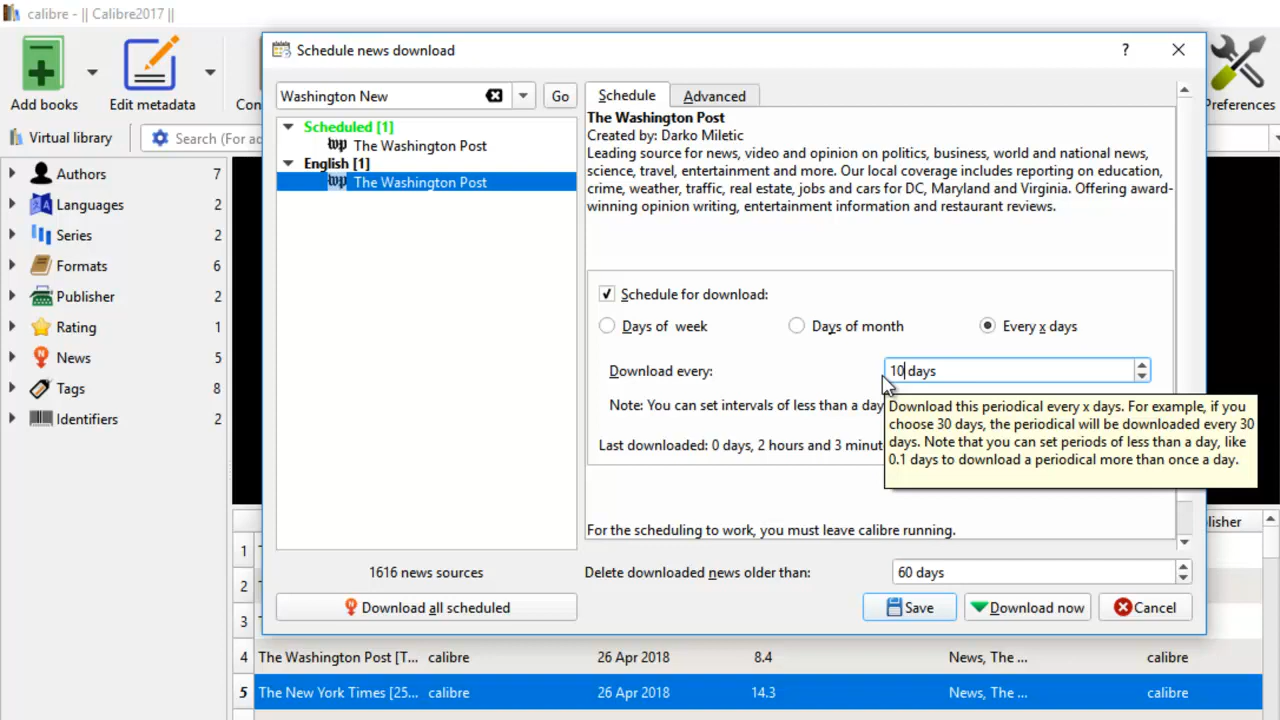 calibre - || Calibre2017 ||
Schedule news download
?
Add books
Edit metadata
Preferences
Washington New
Go
Schedule
Advanced
Virtual library
Search (For
Scheduled [1]
The Washington Post
English [1]
The Washington Post
The Washington Post
Created by: Darko Miletic
Leading source for news, video and opinion on politics, business, world and national news,
science, travel, entertainment and more. Our local coverage includes reporting on education,
crime, weather, traffic, real estate, jobs and cars for DC, Maryland and Virginia. Offering award-
winning opinion writing, entertainment information and restaurant reviews.
Authors 7
Languages 2
Series 2
Formats 6
Publisher 2
Rating 1
News 5
Tags 8
Identifiers 2
Schedule for download:
Days of week
Days of month
Every x days
Download every:
10 days
Note: You can set intervals of less than a day
Last downloaded: 0 days, 2 hours and 3 minut
Download this periodical every x days. For example, if you
choose 30 days, the periodical will be downloaded every 30
days. Note that you can set periods of less than a day, like
0.1 days to download a periodical more than once a day.
For the scheduling to work, you must leave calibre running.
1616 news sources
Delete downloaded news older than:
60 days
Download all scheduled
Save
Download now
Cancel
lisher
1
2
3
4 The Washington Post [T... calibre 26 Apr 2018 8.4 News, The ... calibre
5 The New York Times [25... calibre 26 Apr 2018 14.3 News, The ... calibre